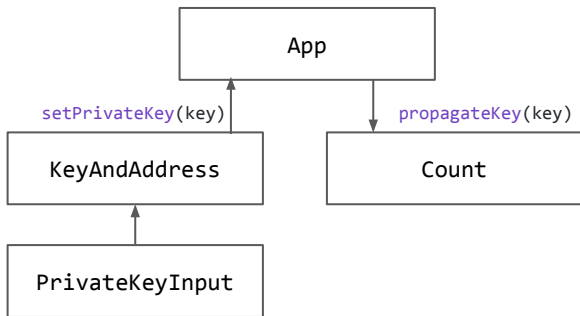 App
setPrivateKey(key)
propagateKey(key)
KeyAndAddress
Count
PrivateKeyInput